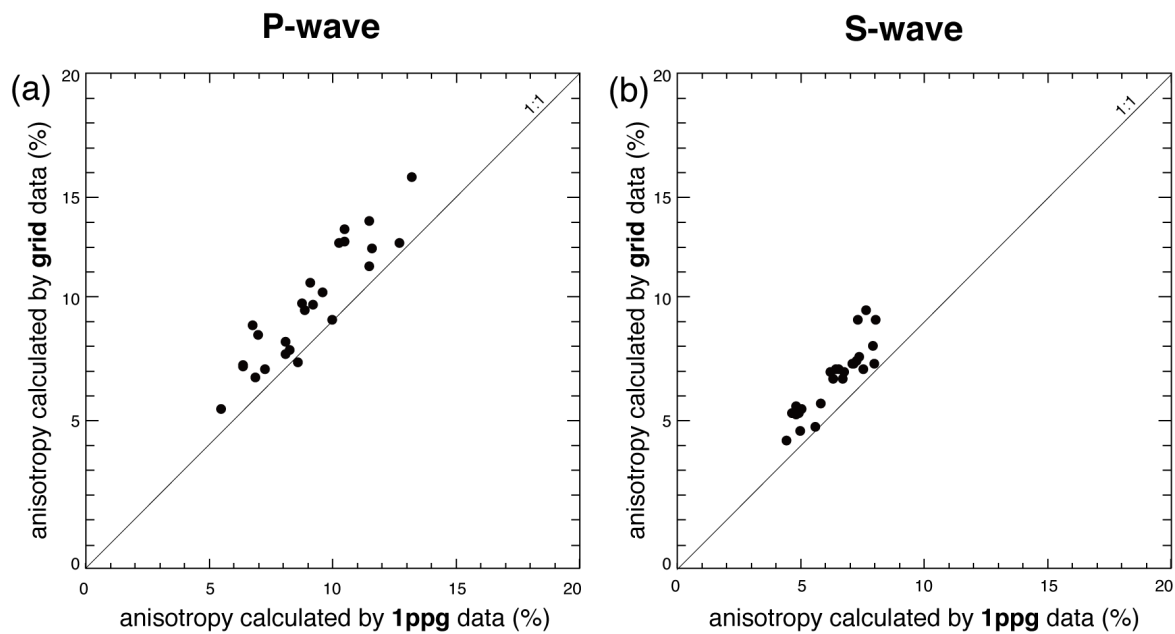 P-wave
S-wave
(a)
20
15
10
5
0
0 5 10 15 20
1:1
anisotropy calculated by grid data (%)
anisotropy calculated by 1ppg data (%)
(b)
20
15
10
5
0
0 5 10 15 20
1:1
anisotropy calculated by grid data (%)
anisotropy calculated by 1ppg data (%)